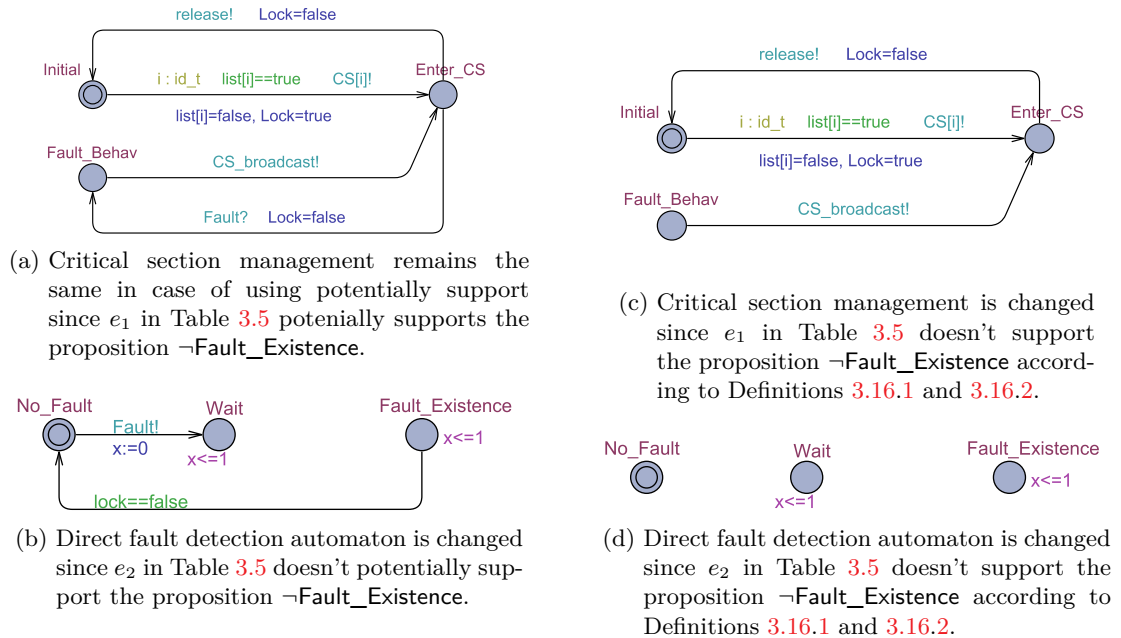 release! Lock=false
Initial
Enter_CS
i : id_t list[i]==true CS[i]!
list[i]=false, Lock=true
Fault_Behav
CS_broadcast!
Fault? Lock=false
(a) Critical section management remains the
same in case of using potentially support
since e1 in Table 3.5 potenially supports the
proposition ¬Fault_Existence.
No_Fault
Wait
Fault_Existence
Fault!
x:=0
x<=1
x<=1
lock==false
(b) Direct fault detection automaton is changed
since e2 in Table 3.5 doesn't potentially sup-
port the proposition ¬Fault_Existence.
release! Lock=false
Initial
Enter_CS
i : id_t list[i]==true CS[i]!
list[i]=false, Lock=true
Fault_Behav
CS_broadcast!
(c) Critical section management is changed
since e1 in Table 3.5 doesn't support
the proposition ¬Fault_Existence accord-
ing to Definitions 3.16.1 and 3.16.2.
No_Fault
Wait
Fault_Existence
x<=1
x<=1
(d) Direct fault detection automaton is changed
since e2 in Table 3.5 doesn't support the
proposition ¬Fault_Existence according to
Definitions 3.16.1 and 3.16.2.